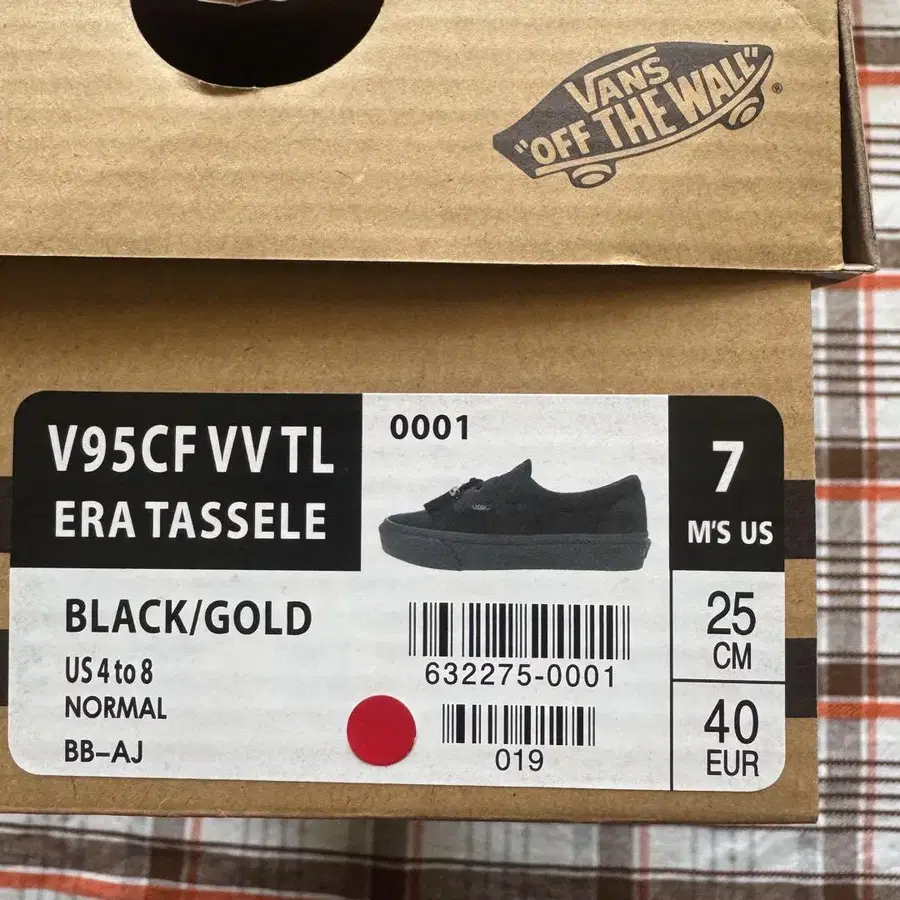 VANS
"OFF THE WALL"
®
V95CF VV TL
ERA TASSELE
0001
7
M'S US
BLACK/GOLD
US 4 to 8
NORMAL
BB-AJ
632275-0001
019
25
CM
40
EUR